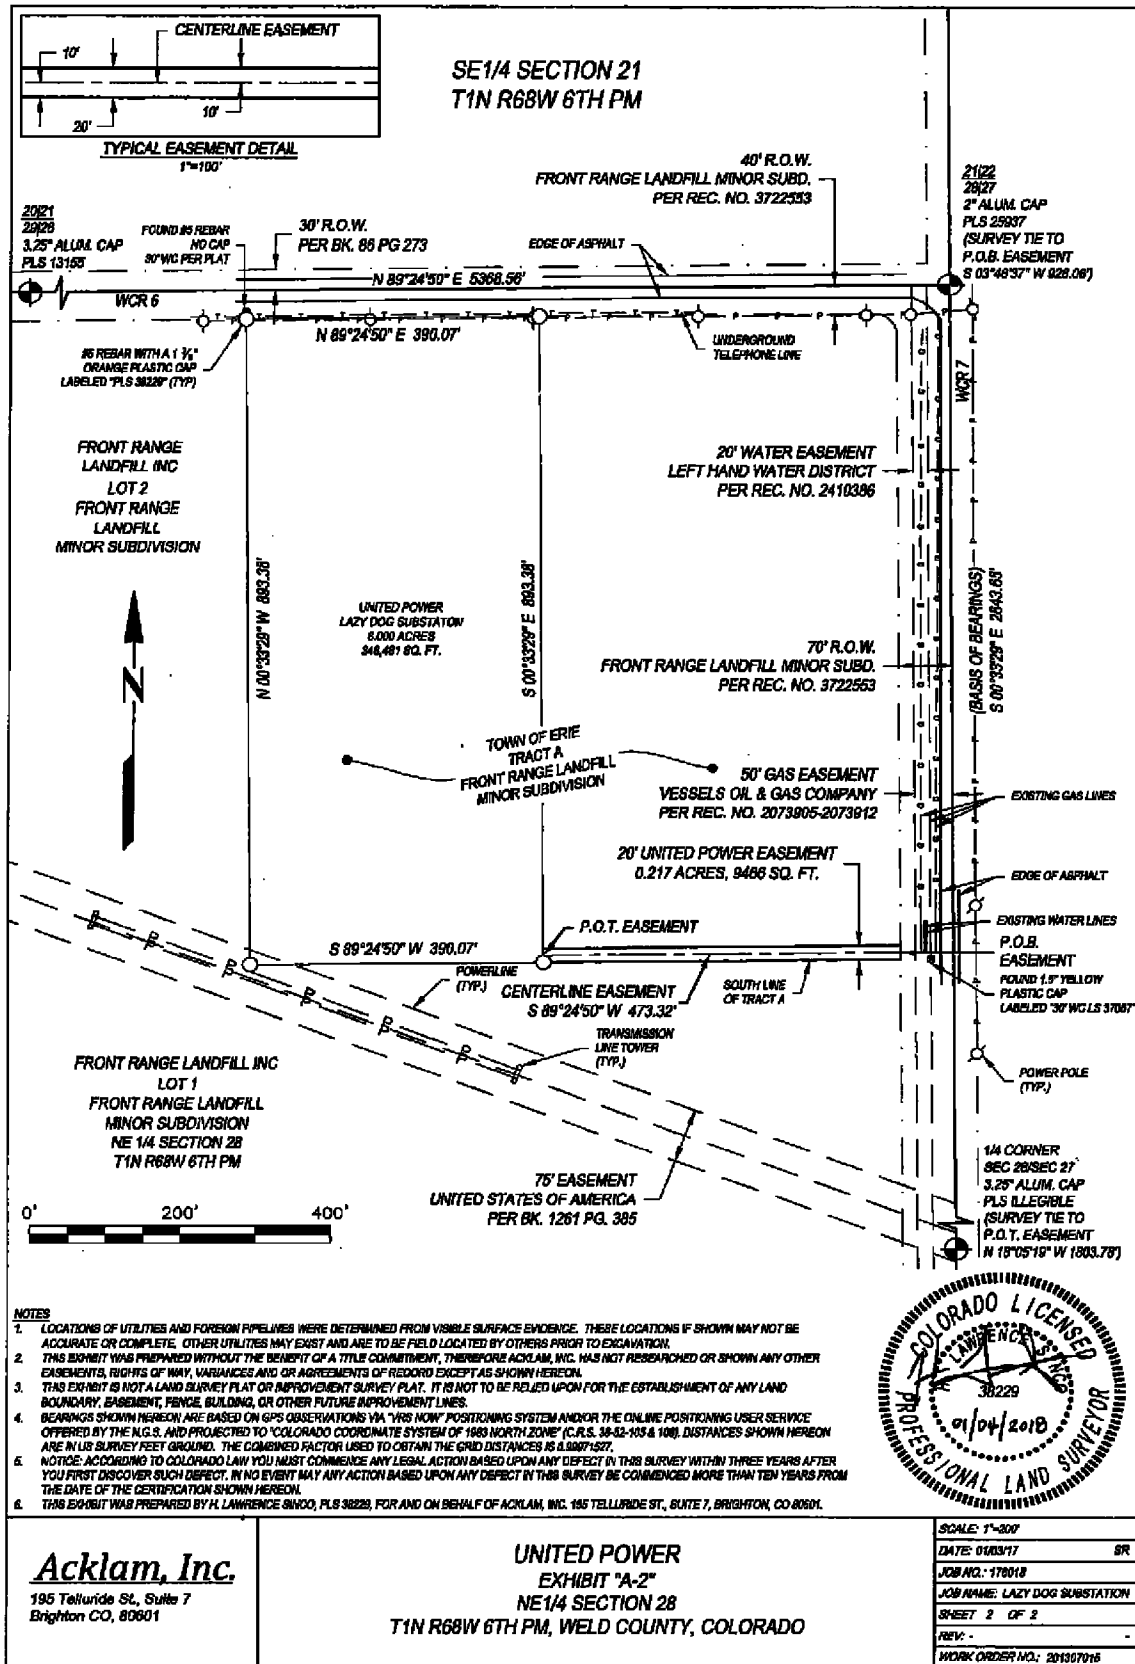 CENTERLINE EASEMENT
10'
10'
20'
TYPICAL EASEMENT DETAIL
1"=100'
SE1/4 SECTION 21
T1N R68W 6TH PM
40' R.O.W.
FRONT RANGE LANDFILL MINOR SUBD.
PER REC. NO. 3722553
21|22
28|27
2" ALUM. CAP
PLS 25937
(SURVEY TIE TO
P.O.B. EASEMENT
S 03°46'37" W 928.06')
20|21
29|28
3.25" ALUM. CAP
PLS 13155
FOUND #5 REBAR
NO CAP
30' WC PER PLAT
30' R.O.W.
PER BK. 86 PG 273
EDGE OF ASPHALT
N 89°24'50" E 5368.56'
WCR 6
N 89°24'50" E 390.07'
UNDERGROUND
TELEPHONE LINE
#5 REBAR WITH A 1 ½"
ORANGE PLASTIC CAP
LABELED "PLS 38229" (TYP)
WCR 7
FRONT RANGE
LANDFILL INC
LOT 2
FRONT RANGE
LANDFILL
MINOR SUBDIVISION
20' WATER EASEMENT
LEFT HAND WATER DISTRICT
PER REC. NO. 2410386
N 00°33'29" W 893.36'
S 00°33'29" E 893.36'
UNITED POWER
LAZY DOG SUBSTATON
8.000 ACRES
348,481 SQ. FT.
(BASIS OF BEARINGS)
S 00°33'29" E 2643.65'
N
70' R.O.W.
FRONT RANGE LANDFILL MINOR SUBD.
PER REC. NO. 3722553
TOWN OF ERIE
TRACT A
FRONT RANGE LANDFILL
MINOR SUBDIVISION
50' GAS EASEMENT
VESSELS OIL & GAS COMPANY
PER REC. NO. 2073905-2073912
EXISTING GAS LINES
20' UNITED POWER EASEMENT
0.217 ACRES, 9466 SQ. FT.
EDGE OF ASPHALT
EXISTING WATER LINES
P.O.T. EASEMENT
P.O.B.
EASEMENT
FOUND 1.5" YELLOW
PLASTIC CAP
LABELED "30' WC LS 37067"
S 89°24'50" W 390.07'
POWERLINE
(TYP.)
CENTERLINE EASEMENT
S 89°24'50" W 473.32'
SOUTH LINE
OF TRACT A
TRANSMISSION
LINE TOWER
(TYP.)
POWER POLE
(TYP.)
FRONT RANGE LANDFILL INC
LOT 1
FRONT RANGE LANDFILL
MINOR SUBDIVISION
NE 1/4 SECTION 28
T1N R68W 6TH PM
75' EASEMENT
UNITED STATES OF AMERICA
PER BK. 1261 PG. 385
1/4 CORNER
SEC 28/SEC 27
3.25" ALUM. CAP
PLS ILLEGIBLE
(SURVEY TIE TO
P.O.T. EASEMENT
N 18°05'19" W 1803.78')
0' 200' 400'
NOTES
1. LOCATIONS OF UTILITIES AND FOREIGN PIPELINES WERE DETERMINED FROM VISIBLE SURFACE EVIDENCE. THESE LOCATIONS IF SHOWN MAY NOT BE
ACCURATE OR COMPLETE. OTHER UTILITIES MAY EXIST AND ARE TO BE FIELD LOCATED BY OTHERS PRIOR TO EXCAVATION.
2. THIS EXHIBIT WAS PREPARED WITHOUT THE BENEFIT OF A TITLE COMMITMENT, THEREFORE ACKLAM, INC. HAS NOT RESEARCHED OR SHOWN ANY OTHER
EASEMENTS, RIGHTS OF WAY, VARIANCES AND OR AGREEMENTS OF RECORD EXCEPT AS SHOWN HEREON.
3. THIS EXHIBIT IS NOT A LAND SURVEY PLAT OR IMPROVEMENT SURVEY PLAT. IT IS NOT TO BE RELIED UPON FOR THE ESTABLISHMENT OF ANY LAND
BOUNDARY, EASEMENT, FENCE, BUILDING, OR OTHER FUTURE IMPROVEMENT LINES.
4. BEARINGS SHOWN HEREON ARE BASED ON GPS OBSERVATIONS VIA "VRS NOW" POSITIONING SYSTEM AND/OR THE ONLINE POSITIONING USER SERVICE
OFFERED BY THE N.G.S. AND PROJECTED TO "COLORADO COORDINATE SYSTEM OF 1983 NORTH ZONE" (C.R.S. 38-52-105 & 106). DISTANCES SHOWN HEREON
ARE IN US SURVEY FEET GROUND. THE COMBINED FACTOR USED TO OBTAIN THE GRID DISTANCES IS 0.99971527.
5. NOTICE: ACCORDING TO COLORADO LAW YOU MUST COMMENCE ANY LEGAL ACTION BASED UPON ANY DEFECT IN THIS SURVEY WITHIN THREE YEARS AFTER
YOU FIRST DISCOVER SUCH DEFECT. IN NO EVENT MAY ANY ACTION BASED UPON ANY DEFECT IN THIS SURVEY BE COMMENCED MORE THAN TEN YEARS FROM
THE DATE OF THE CERTIFICATION SHOWN HEREON.
6. THIS EXHIBIT WAS PREPARED BY H. LAWRENCE SINCO, PLS 38229, FOR AND ON BEHALF OF ACKLAM, INC. 195 TELLURIDE ST., SUITE 7, BRIGHTON, CO 80601.
COLORADO LICENSED
H. LAWRENCE SINCO
38229
01/04/2018
PROFESSIONAL LAND SURVEYOR
Acklam, Inc.
195 Telluride St., Suite 7
Brighton CO, 80601
UNITED POWER
EXHIBIT "A-2"
NE1/4 SECTION 28
T1N R68W 6TH PM, WELD COUNTY, COLORADO
SCALE: 1"=200'
DATE: 01/03/17 SR
JOB NO.: 176018
JOB NAME: LAZY DOG SUBSTATION
SHEET 2 OF 2
REV: - -
WORK ORDER NO.: 201307015